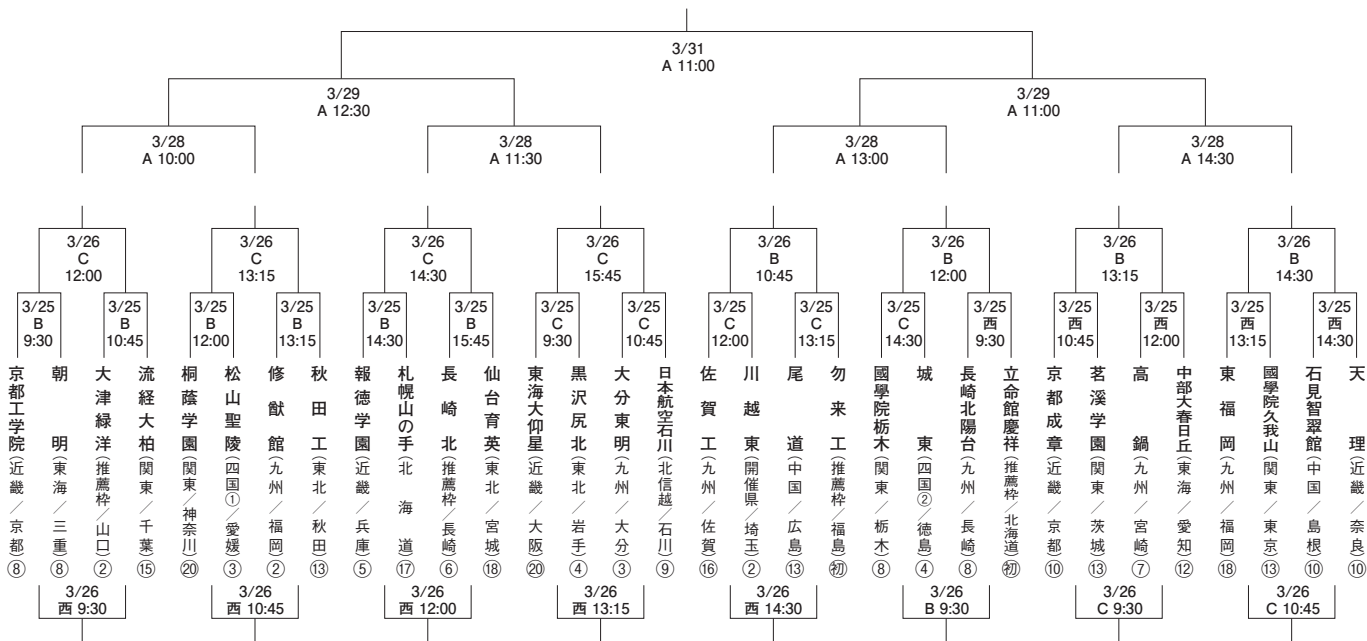 3/31
A 11:00
3/29
A 12:30
3/29
A 11:00
3/28
A 10:00
3/28
A 11:30
3/28
A 13:00
3/28
A 14:30
3/26
C
12:00
3/26
C
13:15
3/26
C
14:30
3/26
C
15:45
3/26
B
10:45
3/26
B
12:00
3/26
B
13:15
3/26
B
14:30
3/25
B
9:30
3/25
B
10:45
3/25
B
12:00
3/25
B
13:15
3/25
B
14:30
3/25
B
15:45
3/25
C
9:30
3/25
C
10:45
3/25
C
12:00
3/25
C
13:15
3/25
C
14:30
3/25
西
9:30
3/25
西
10:45
3/25
西
12:00
3/25
西
13:15
3/25
西
14:30
京都工学院(近畿/京都)⑧
朝明(東海/三重)⑧
大津緑洋(推薦枠/山口)②
流経大柏(関東/千葉)⑮
桐蔭学園(関東/神奈川)⑳
松山聖陵(四国①/愛媛)③
修猷館(九州/福岡)②
秋田工(東北/秋田)⑬
報徳学園(近畿/兵庫)⑤
札幌山の手(北海道)⑰
長崎北(推薦枠/長崎)⑥
仙台育英(東北/宮城)⑱
東海大仰星(近畿/大阪)⑳
黒沢尻北(東北/岩手)④
大分東明(九州/大分)③
日本航空石川(北信越/石川)⑨
佐賀工(九州/佐賀)⑯
川越東(開催県/埼玉)②
尾道(中国/広島)⑬
勿来工(推薦枠/福島)初
國學院栃木(関東/栃木)⑧
城東(四国②/徳島)④
長崎北陽台(九州/長崎)⑧
立命館慶祥(推薦枠/北海道)初
京都成章(近畿/京都)⑩
茗溪学園(関東/茨城)⑬
高鍋(九州/宮崎)⑦
中部大春日丘(東海/愛知)⑫
東福岡(九州/福岡)⑱
國學院久我山(関東/東京)⑬
石見智翠館(中国/島根)⑩
天理(近畿/奈良)⑩
3/26
西 9:30
3/26
西 10:45
3/26
西 12:00
3/26
西 13:15
3/26
西 14:30
3/26
B 9:30
3/26
C 9:30
3/26
C 10:45